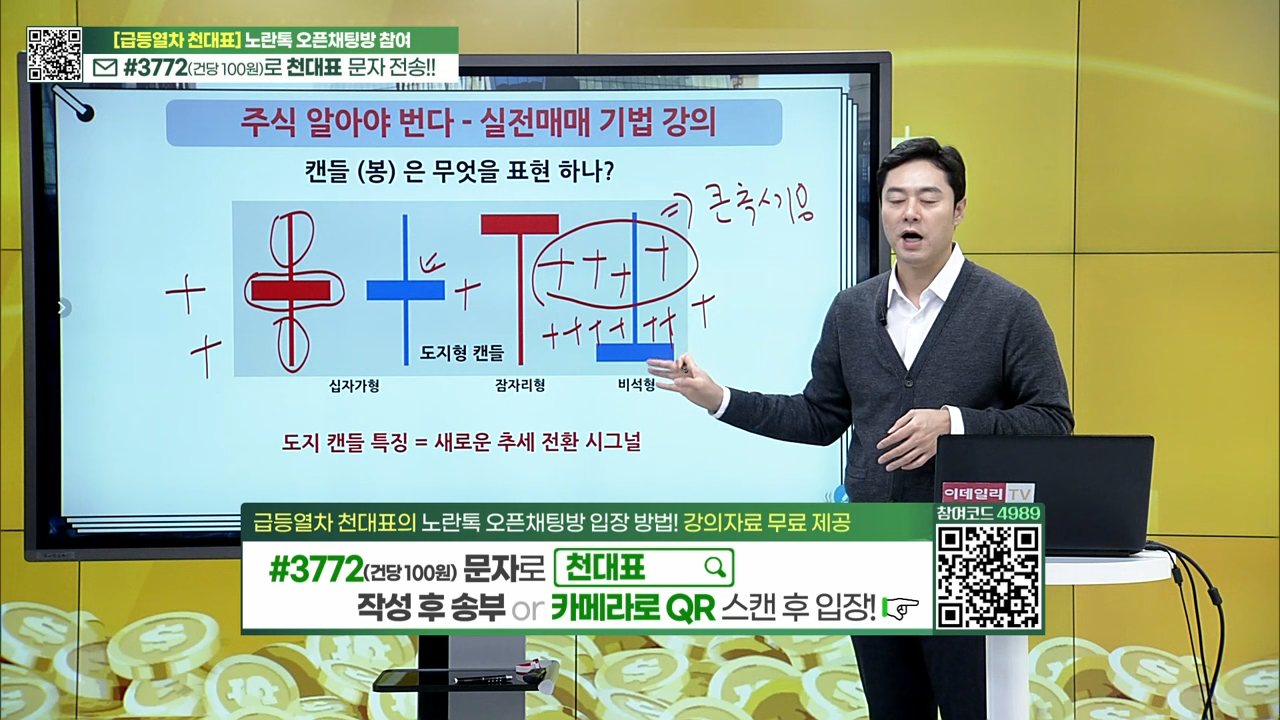 [급등열차 천대표] 노란톡 오픈채팅방 참여
#3772(건당 100원)로 천대표 문자 전송!!
주식 알아야 번다 - 실전매매 기법 강의
캔들 (봉) 은 무엇을 표현 하나?
도지형 캔들
십자가형
잠자리형
비석형
도지 캔들 특징 = 새로운 추세 전환 시그널
이데일리 TV
급등열차 천대표의 노란톡 오픈채팅방 입장 방법! 강의자료 무료 제공
참여코드 4989
#3772(건당 100원) 문자로 천대표
작성 후 송부 or 카메라로 QR 스캔 후 입장!